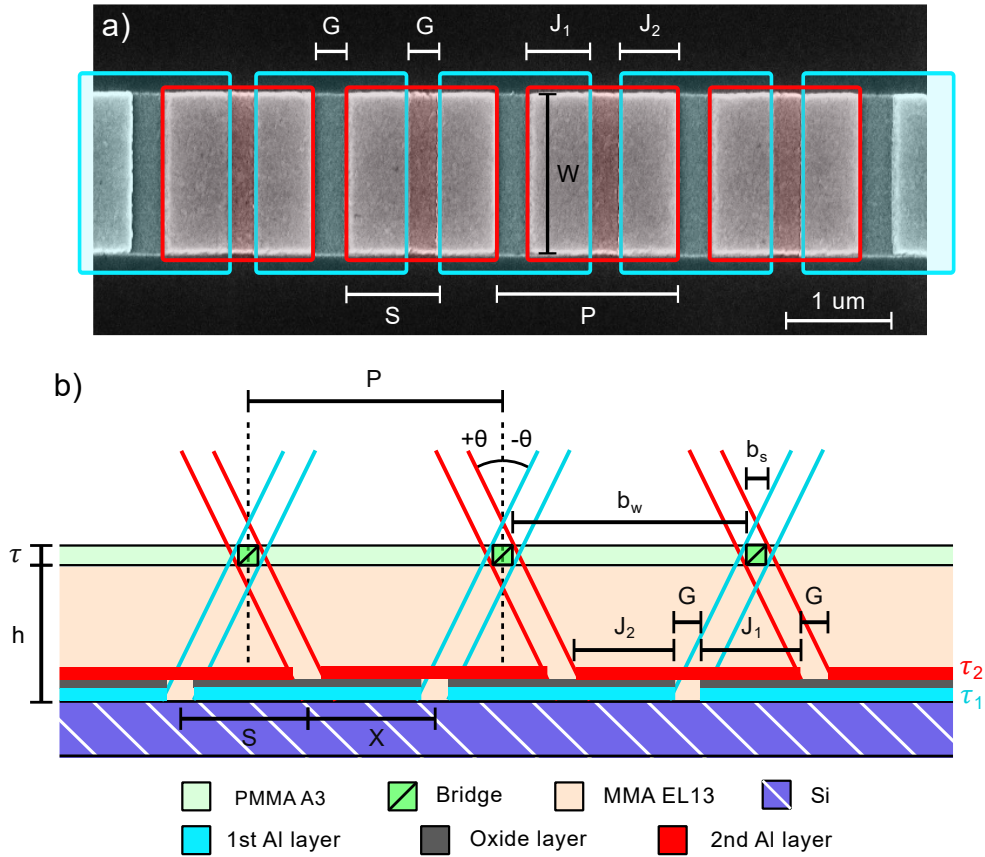 a)
G G J₁ J₂
W
S P
1 um
b)
P
+θ -θ
bₛ
b_w
τ
h
G G
J₂ J₁
τ₂
τ₁
S X
PMMA A3 Bridge MMA EL13 Si
1st Al layer Oxide layer 2nd Al layer